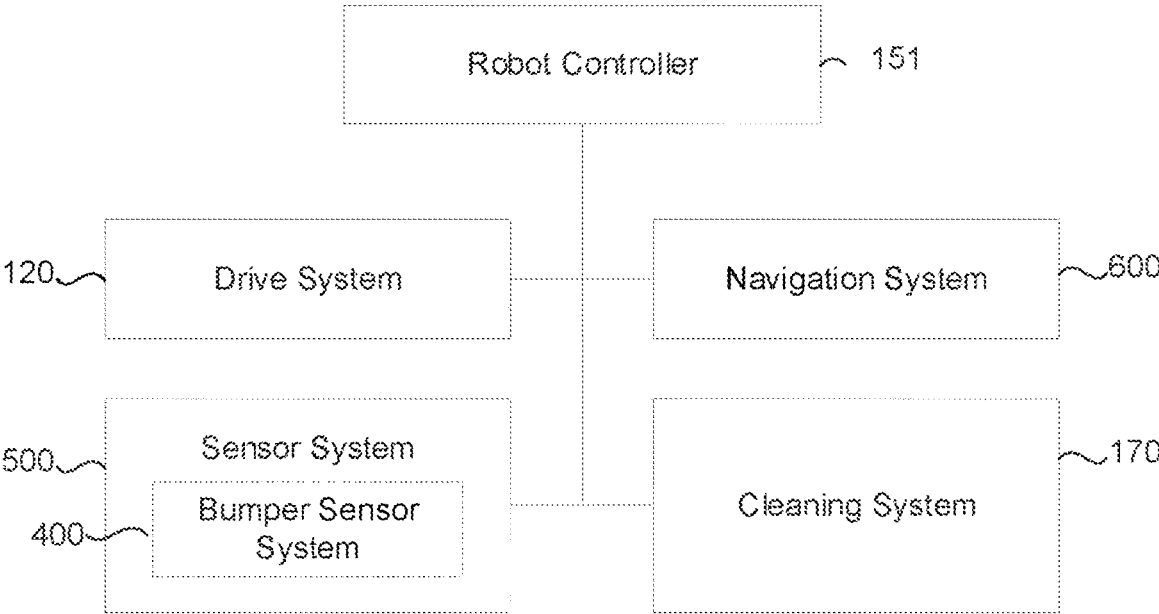 Robot Controller 151
120 Drive System
Navigation System 600
500 Sensor System
400 Bumper Sensor
System
Cleaning System 170